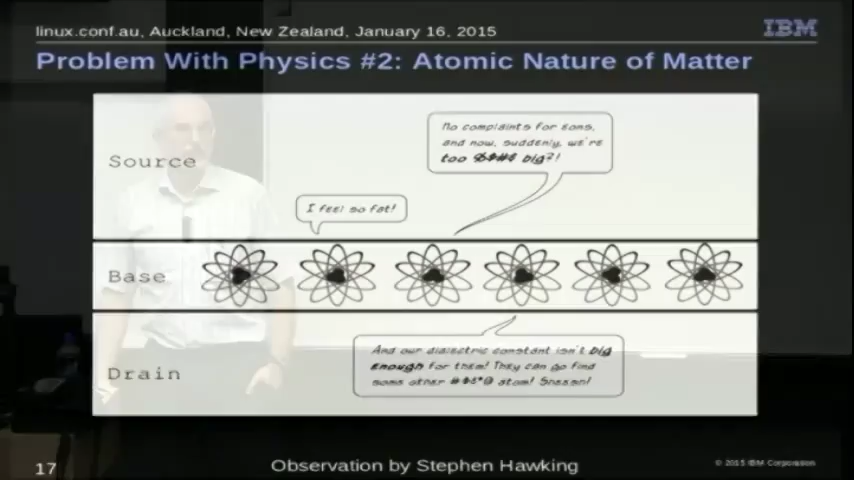 linux.conf.au, Auckland, New Zealand, January 16, 2015
IBM
Problem With Physics #2: Atomic Nature of Matter
No complaints for eons,
and now, suddenly, we're
too $$#& big?!
Source
I feel so fat!
Base
And our dialectric constant isn't big
enough for them! They can go find
some other #$&*@ atom! Sheesh!
Drain
17
Observation by Stephen Hawking
© 2015 IBM Corporation